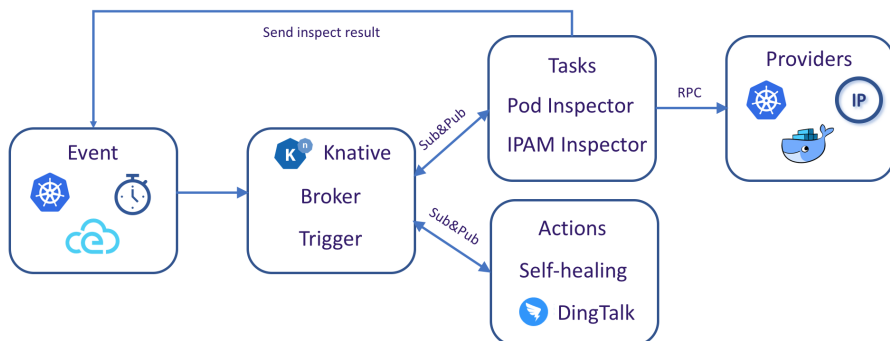 Send inspect result
Tasks
Pod Inspector
IPAM Inspector
RPC
Providers
IP
Event
K n Knative
Broker
Trigger
Sub&Pub
Sub&Pub
Actions
Self-healing
DingTalk